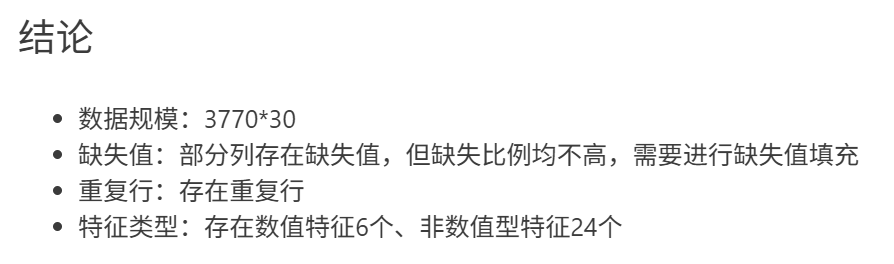 结论
数据规模：3770*30
缺失值：部分列存在缺失值，但缺失比例均不高，需要进行缺失值填充
重复行：存在重复行
特征类型：存在数值特征6个、非数值型特征24个